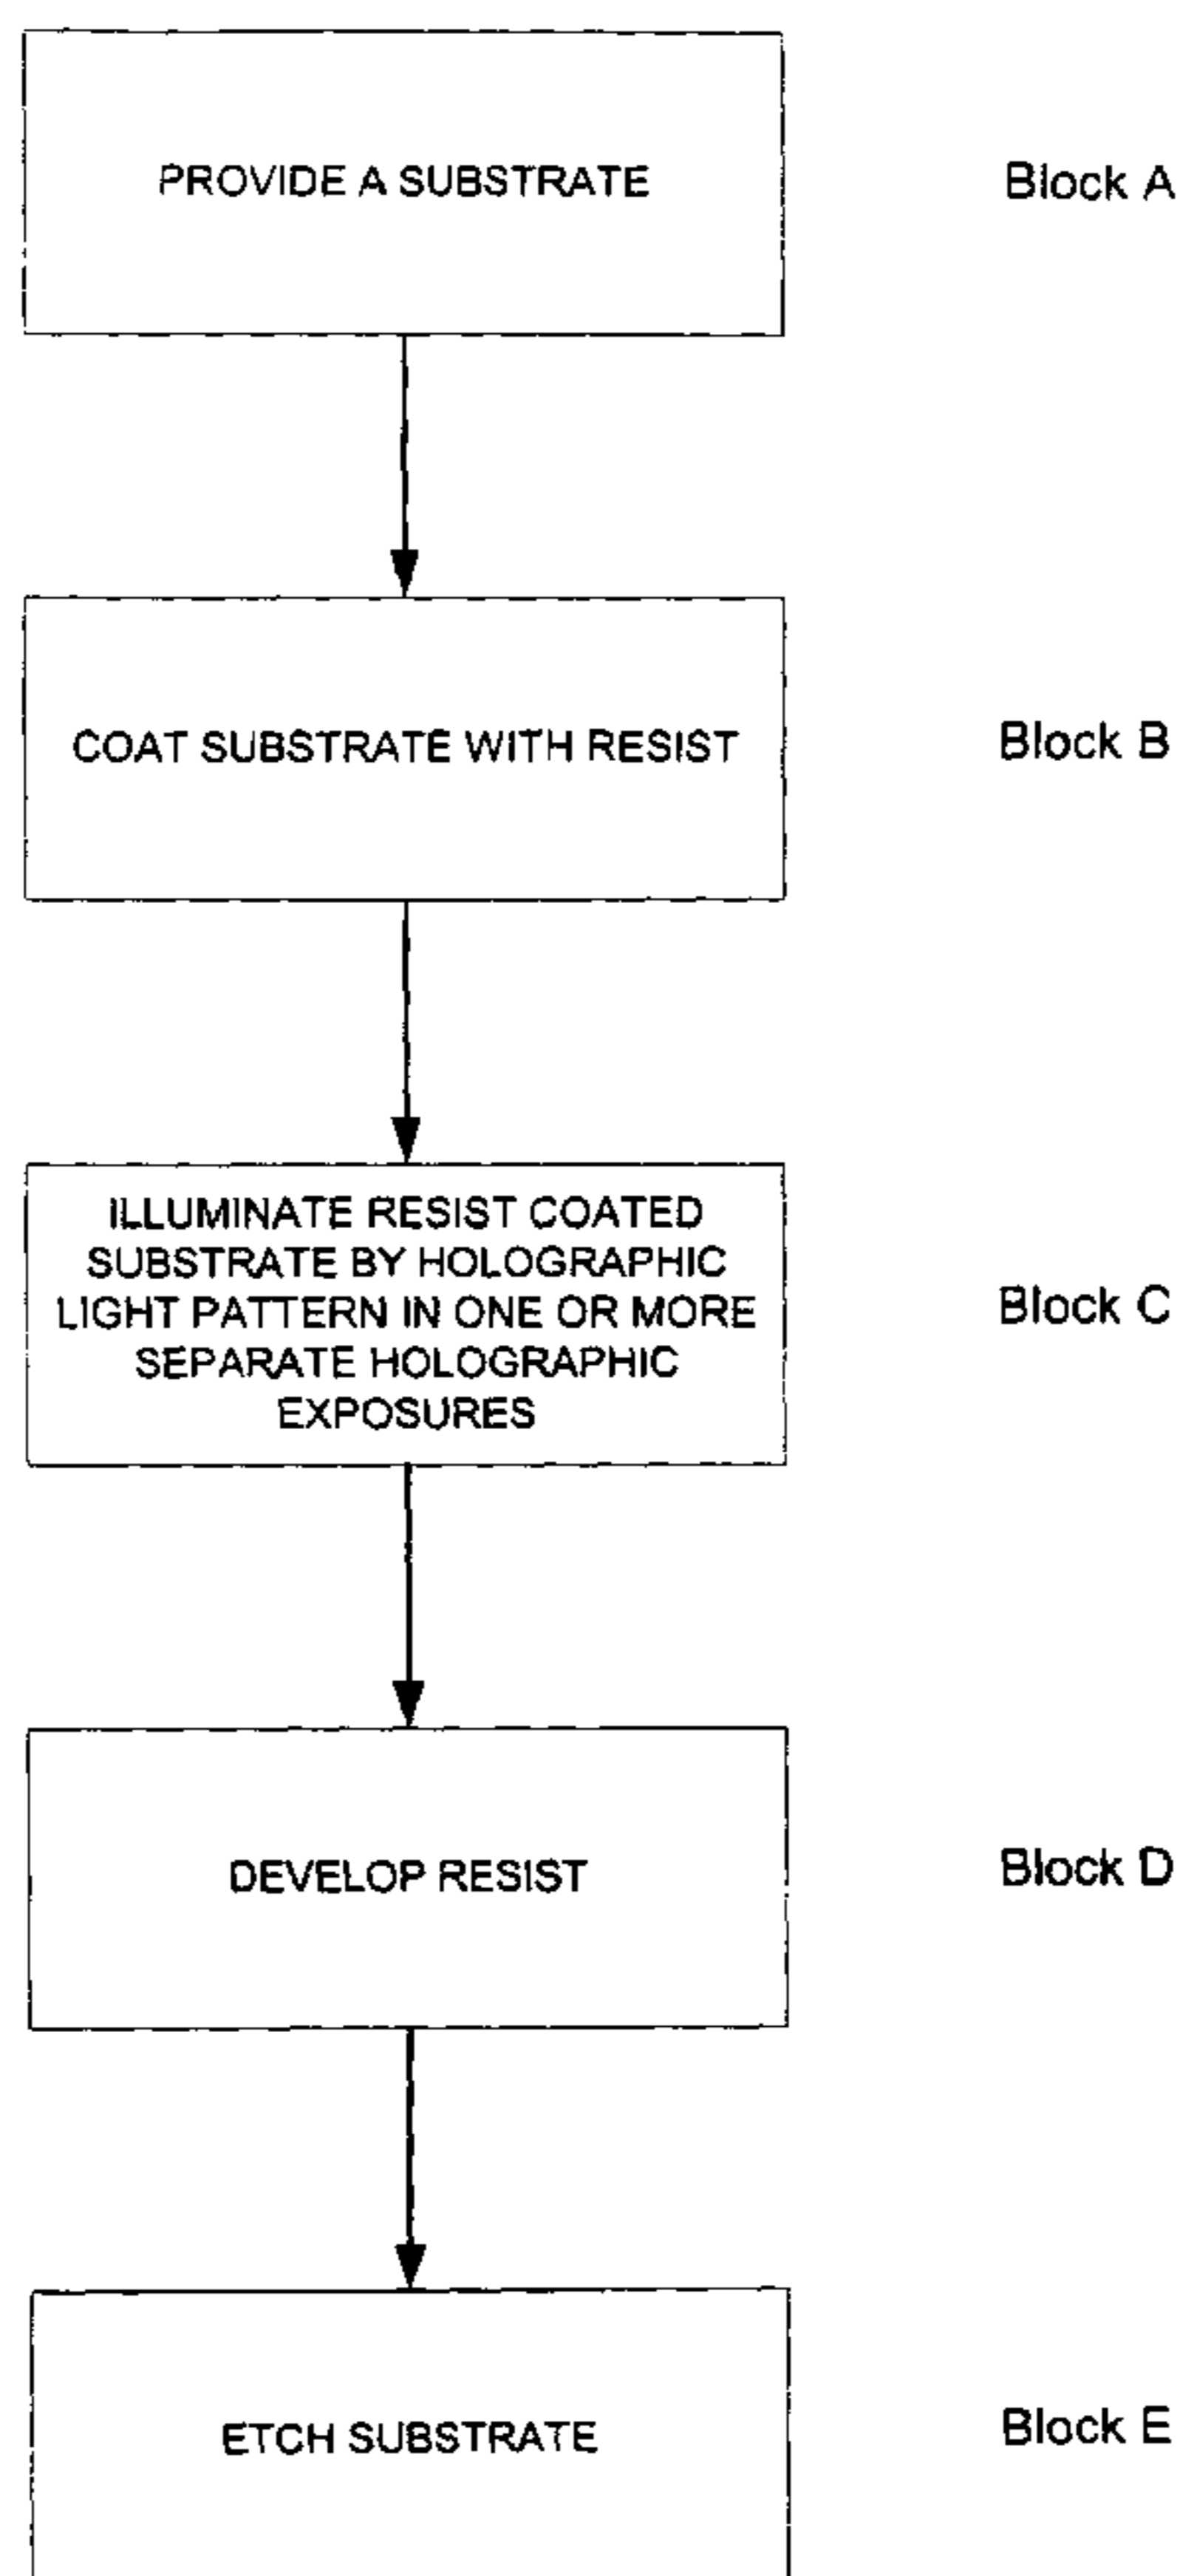 PROVIDE A SUBSTRATE
Block A
COAT SUBSTRATE WITH RESIST
Block B
ILLUMINATE RESIST COATED
SUBSTRATE BY HOLOGRAPHIC
LIGHT PATTERN IN ONE OR MORE
SEPARATE HOLOGRAPHIC
EXPOSURES
Block C
DEVELOP RESIST
Block D
ETCH SUBSTRATE
Block E